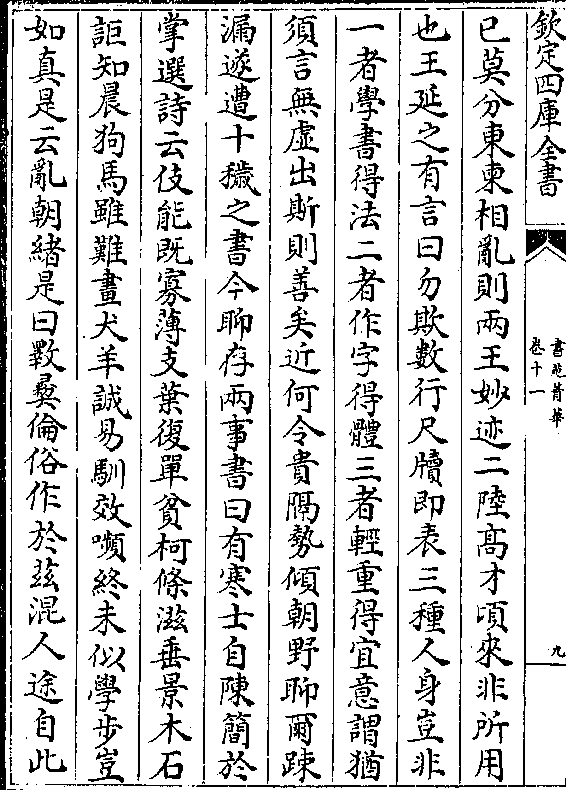 欽定四庫全書
書苑菁華
卷十一
九
已莫分東柬相亂則兩王妙迹二陸髙才頃來非所用
也王延之有言曰勿欺數行尺牘即表三種人身豈非
一者學書得法二者作字得體三者輕重得宜意謂猶
須言無虛出斯則善矣近何令貴隔勢傾朝野聊爾踈
漏遂遭十穢之書今聊存兩事書曰有寒士自陳簡於
掌選詩云伎能既寡薄支葉復單貧柯條滋垂景木石
詎知晨狗馬雖難畫犬羊誠易馴效嚬終未似學步豈
如真是云亂朝緒是曰斁彛倫俗作於兹混人途自此